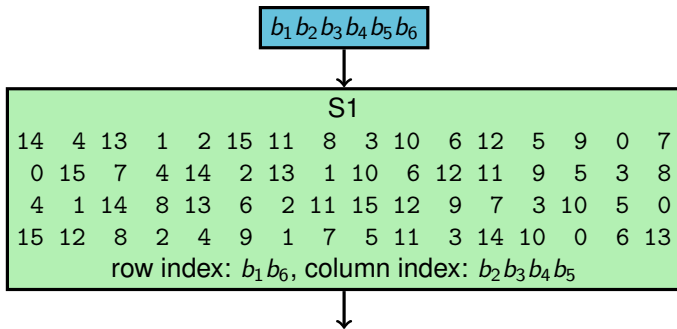 b₁b₂b₃b₄b₅b₆
S1
14 4 13 1 2 15 11 8 3 10 6 12 5 9 0 7
0 15 7 4 14 2 13 1 10 6 12 11 9 5 3 8
4 1 14 8 13 6 2 11 15 12 9 7 3 10 5 0
15 12 8 2 4 9 1 7 5 11 3 14 10 0 6 13
row index: b₁b₆, column index: b₂b₃b₄b₅